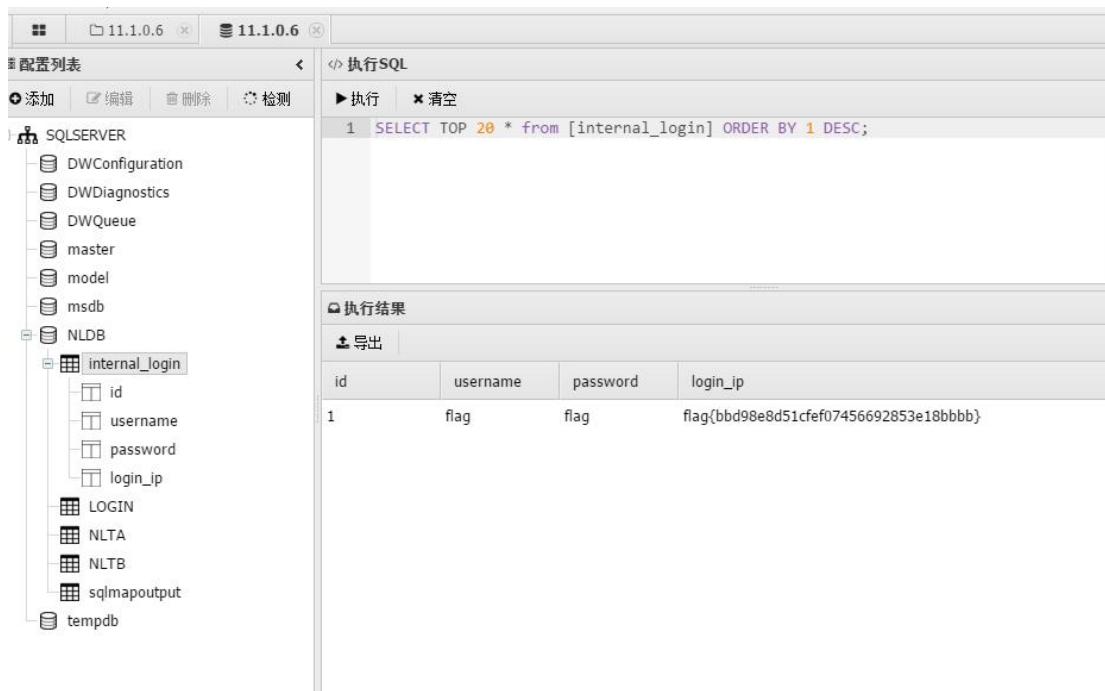 11.1.0.6 11.1.0.6
配置列表
添加 编辑 删除 检测
SQLSERVER
DWConfiguration
DWDiagnostics
DWQueue
master
model
msdb
NLDB
internal_login
id
username
password
login_ip
LOGIN
NLTA
NLTB
sqlmapoutput
tempdb
执行SQL
执行 清空
1 SELECT TOP 20 * from [internal_login] ORDER BY 1 DESC;
执行结果
导出
id username password login_ip
1 flag flag flag{bbd98e8d51cfef07456692853e18bbbb}